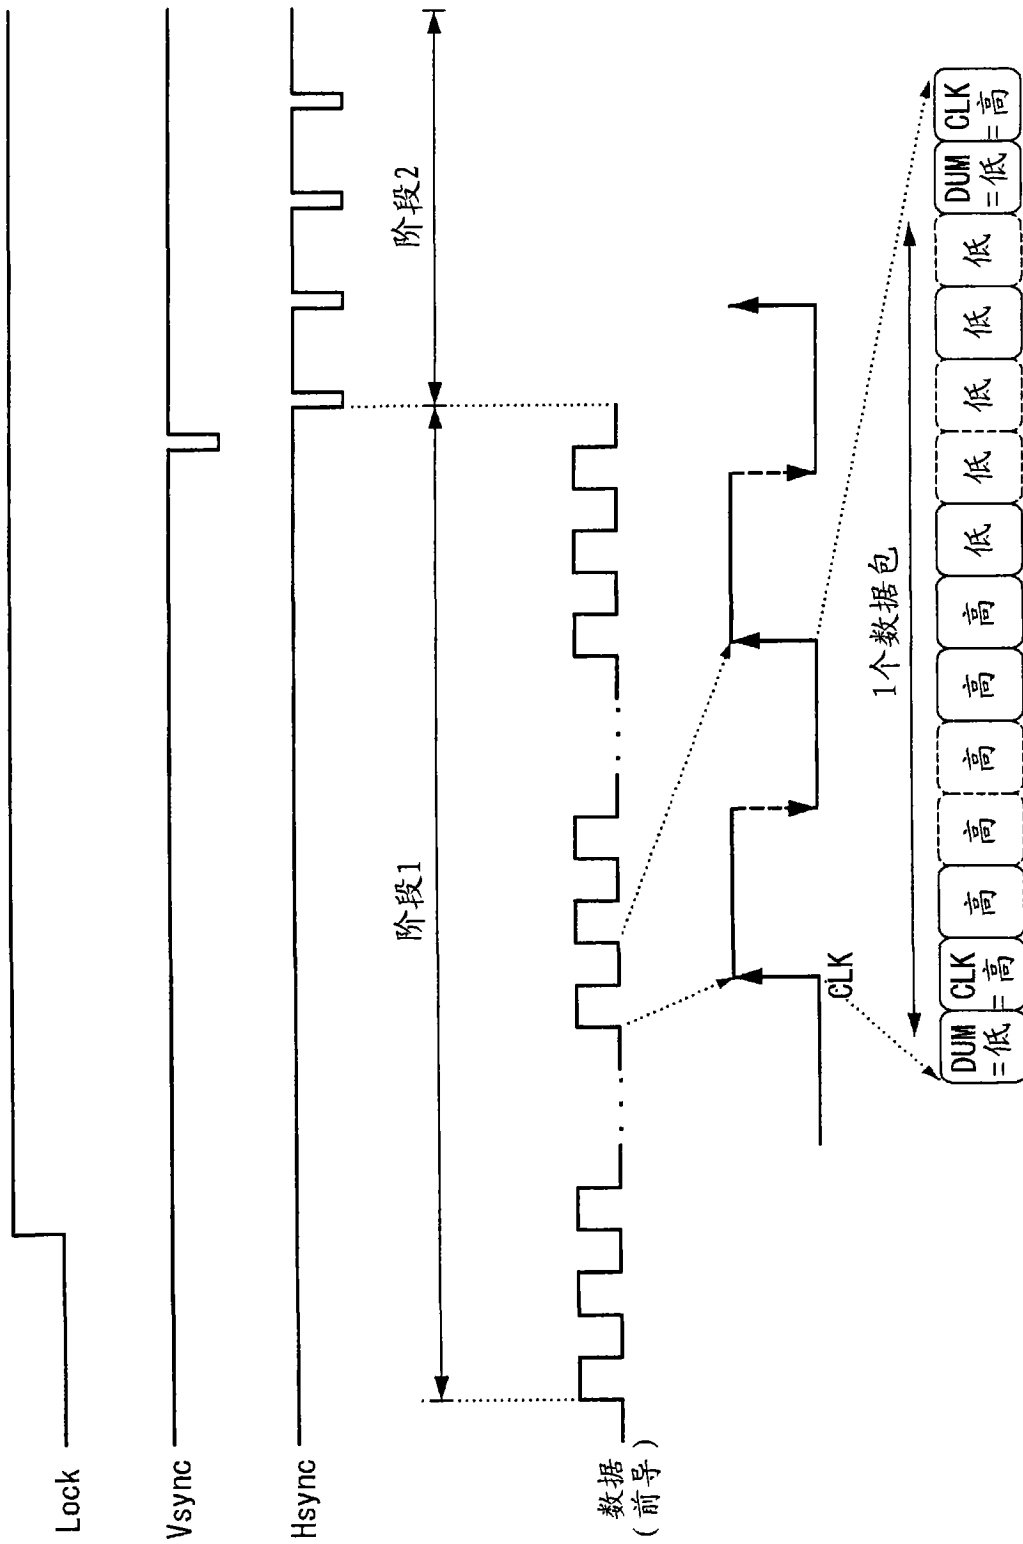 Lock
Vsync
Hsync
阶段1
阶段2
数据
(前导)
CLK
1个数据包
DUM
=低
CLK
=高
高
高
高
高
高
低
低
低
低
低
DUM
=低
CLK
=高